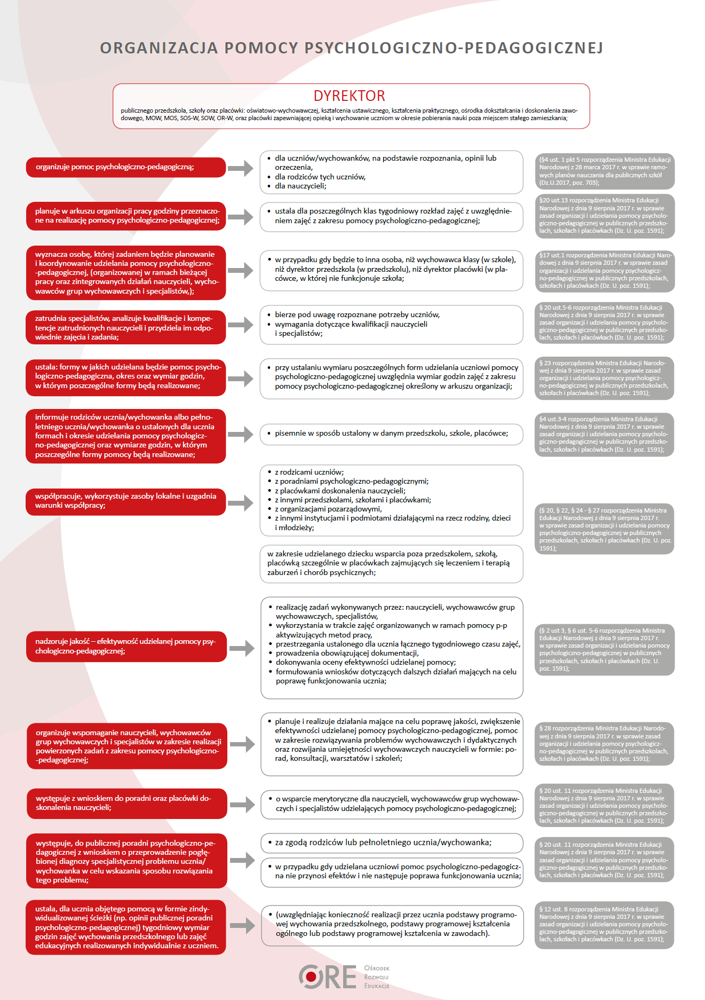 ORGANIZACJA POMOCY PSYCHOLOGICZNO-PEDAGOGICZNEJ
DYREKTOR
publicznego przedszkola, szkoły oraz placówki: oświatowo-wychowawczej, kształcenia ustawicznego, kształcenia praktycznego, ośrodka dokształcania i doskonalenia zawo-
dowego, MOW, MOS, SOS-W, SOW, OR-W, oraz placówki zapewniającej opiekę i wychowanie uczniom w okresie pobierania nauki poza miejscem stałego zamieszkania;
organizuje pomoc psychologiczno-pedagogiczną;
• dla uczniów/wychowanków, na podstawie rozpoznania, opinii lub
orzeczenia,
• dla rodziców tych uczniów,
• dla nauczycieli;
(§4 ust. 1 pkt 5 rozporządzenia Ministra Edukacji
Narodowej z 28 marca 2017 r. w sprawie ramo-
wych planów nauczania dla publicznych szkół
(Dz.U.2017, poz. 703);
planuje w arkuszu organizacji pracy godziny przeznaczo-
ne na realizację pomocy psychologiczno-pedagogicznej;
• ustala dla poszczególnych klas tygodniowy rozkład zajęć z uwzględnie-
niem zajęć z zakresu pomocy psychologiczno-pedagogicznej;
§20 ust.13 rozporządzenia Ministra Edukacji
Narodowej z dnia 9 sierpnia 2017 r. w sprawie
zasad organizacji i udzielania pomocy psycholo-
giczno-pedagogicznej w publicznych przedszko-
lach, szkołach i placówkach (Dz. U. poz. 1591);
wyznacza osobę, której zadaniem będzie planowanie
i koordynowanie udzielania pomocy psychologiczno-
-pedagogicznej, (organizowanej w ramach bieżącej
pracy oraz zintegrowanych działań nauczycieli, wycho-
wawców grup wychowawczych i specjalistów,);
• w przypadku gdy będzie to inna osoba, niż wychowawca klasy (w szkole),
niż dyrektor przedszkola (w przedszkolu), niż dyrektor placówki (w pla-
cówce, w której nie funkcjonuje szkoła;
§17 ust.1 rozporządzenia Ministra Edukacji Naro-
dowej z dnia 9 sierpnia 2017 r. w sprawie zasad
organizacji i udzielania pomocy psychologicz-
no-pedagogicznej w publicznych przedszkolach,
szkołach i placówkach (Dz. U. poz. 1591);
zatrudnia specjalistów, analizuje kwalifikacje i kompe-
tencje zatrudnionych nauczycieli i przydziela im odpo-
wiednie zajęcia i zadania;
• bierze pod uwagę rozpoznane potrzeby uczniów,
• wymagania dotyczące kwalifikacji nauczycieli
i specjalistów;
§ 20 ust.5-6 rozporządzenia Ministra Edukacji
Narodowej z dnia 9 sierpnia 2017 r. w sprawie
zasad organizacji i udzielania pomocy psycholo-
giczno-pedagogicznej w publicznych przedszko-
lach, szkołach i placówkach (Dz. U. poz. 1591);
ustala: formy w jakich udzielana będzie pomoc psycho-
logiczno-pedagogiczna, okres oraz wymiar godzin,
w którym poszczególne formy będą realizowane;
• przy ustalaniu wymiaru poszczególnych form udzielania uczniowi pomocy
psychologiczno-pedagogicznej uwzględnia wymiar godzin zajęć z zakresu
pomocy psychologiczno-pedagogicznej określony w arkuszu organizacji;
§ 23 rozporządzenia Ministra Edukacji Narodo-
wej z dnia 9 sierpnia 2017 r. w sprawie zasad
organizacji i udzielania pomocy psychologicz-
no-pedagogicznej w publicznych przedszkolach,
szkołach i placówkach (Dz. U. poz. 1591);
informuje rodziców ucznia/wychowanka albo pełno-
letniego ucznia/wychowanka o ustalonych dla ucznia
formach i okresie udzielania pomocy psychologicz-
no-pedagogicznej oraz wymiarze godzin, w którym
poszczególne formy pomocy będą realizowane;
• pisemnie w sposób ustalony w danym przedszkolu, szkole, placówce;
§4 ust.3-4 rozporządzenia Ministra Edukacji
Narodowej z dnia 9 sierpnia 2017 r. w sprawie
zasad organizacji i udzielania pomocy psycholo-
giczno-pedagogicznej w publicznych przedszko-
lach, szkołach i placówkach (Dz. U. poz. 1591);
współpracuje, wykorzystuje zasoby lokalne i uzgadnia
warunki współpracy;
• z rodzicami uczniów;
• z poradniami psychologiczno-pedagogicznymi;
• z placówkami doskonalenia nauczycieli;
• z innymi przedszkolami, szkołami i placówkami;
• z organizacjami pozarządowymi,
• z innymi instytucjami i podmiotami działającymi na rzecz rodziny, dzieci
i młodzieży;
w zakresie udzielanego dziecku wsparcia poza przedszkolem, szkołą,
placówką szczególnie w placówkach zajmujących się leczeniem i terapią
zaburzeń i chorób psychicznych;
(§ 20, § 22, § 24 - § 27 rozporządzenia Ministra
Edukacji Narodowej z dnia 9 sierpnia 2017 r.
w sprawie zasad organizacji i udzielania pomocy
psychologiczno-pedagogicznej w publicznych
przedszkolach, szkołach i placówkach (Dz. U. poz.
1591);
nadzoruje jakość – efektywność udzielanej pomocy psy-
chologiczno-pedagogicznej;
• realizację zadań wykonywanych przez: nauczycieli, wychowawców grup
wychowawczych, specjalistów,
• wykorzystania w trakcie zajęć organizowanych w ramach pomocy p-p
aktywizujących metod pracy,
• przestrzegania ustalonego dla ucznia łącznego tygodniowego czasu zajęć,
• prowadzenia obowiązującej dokumentacji,
• dokonywania oceny efektywności udzielanej pomocy;
• formułowania wniosków dotyczących dalszych działań mających na celu
poprawę funkcjonowania ucznia;
(§ 2 ust 3, § 6 ust. 5-6 rozporządzenia Ministra
Edukacji Narodowej z dnia 9 sierpnia 2017 r.
w sprawie zasad organizacji i udzielania pomocy
psychologiczno-pedagogicznej w publicznych
przedszkolach, szkołach i placówkach (Dz. U.
poz. 1591);
organizuje wspomaganie nauczycieli, wychowawców
grup wychowawczych i specjalistów w zakresie realizacji
powierzonych zadań z zakresu pomocy psychologiczno-
-pedagogicznej;
• planuje i realizuje działania mające na celu poprawę jakości, zwiększenie
efektywności udzielanej pomocy psychologiczno-pedagogicznej, pomoc
w zakresie rozwiązywania problemów wychowawczych i dydaktycznych
oraz rozwijania umiejętności wychowawczych nauczycieli w formie: po-
rad, konsultacji, warsztatów i szkoleń;
§ 28 rozporządzenia Ministra Edukacji Narodo-
wej z dnia 9 sierpnia 2017 r. w sprawie zasad
organizacji i udzielania pomocy psychologicz-
no-pedagogicznej w publicznych przedszkolach,
szkołach i placówkach (Dz. U. poz. 1591);
występuje z wnioskiem do poradni oraz placówki do-
skonalenia nauczycieli;
• o wsparcie merytoryczne dla nauczycieli, wychowawców grup wychowaw-
czych i specjalistów udzielających pomocy psychologiczno-pedagogicznej;
§ 20 ust. 11 rozporządzenia Ministra Edukacji
Narodowej z dnia 9 sierpnia 2017 r. w sprawie
zasad organizacji i udzielania pomocy psycholo-
giczno-pedagogicznej w publicznych przedszko-
lach, szkołach i placówkach (Dz. U. poz. 1591);
występuje, do publicznej poradni psychologiczno-pe-
dagogicznej z wnioskiem o przeprowadzenie pogłę-
bionej diagnozy specjalistycznej problemu ucznia/
wychowanka w celu wskazania sposobu rozwiązania
tego problemu;
• za zgodą rodziców lub pełnoletniego ucznia/wychowanka;
• w przypadku gdy udzielana uczniowi pomoc psychologiczno-pedagogicz-
na nie przynosi efektów i nie następuje poprawa funkcjonowania ucznia;
§ 20 ust. 11 rozporządzenia Ministra Edukacji
Narodowej z dnia 9 sierpnia 2017 r. w sprawie
zasad organizacji i udzielania pomocy psycholo-
giczno-pedagogicznej w publicznych przedszko-
lach, szkołach i placówkach (Dz. U. poz. 1591);
ustala, dla ucznia objętego pomocą w formie zindy-
widualizowanej ścieżki (np. opinii publicznej poradni
psychologiczno-pedagogicznej) tygodniowy wymiar
godzin zajęć wychowania przedszkolnego lub zajęć
edukacyjnych realizowanych indywidualnie z uczniem.
• (uwzględniając konieczność realizacji przez ucznia podstawy programo-
wej wychowania przedszkolnego, podstawy programowej kształcenia
ogólnego lub podstawy programowej kształcenia w zawodach).
§ 12 ust. 8 rozporządzenia Ministra Edukacji
Narodowej z dnia 9 sierpnia 2017 r. w sprawie
zasad organizacji i udzielania pomocy psycholo-
giczno-pedagogicznej w publicznych przedszko-
lach, szkołach i placówkach (Dz. U. poz. 1591);
ORE
Ośrodek
Rozwoju
Edukacji